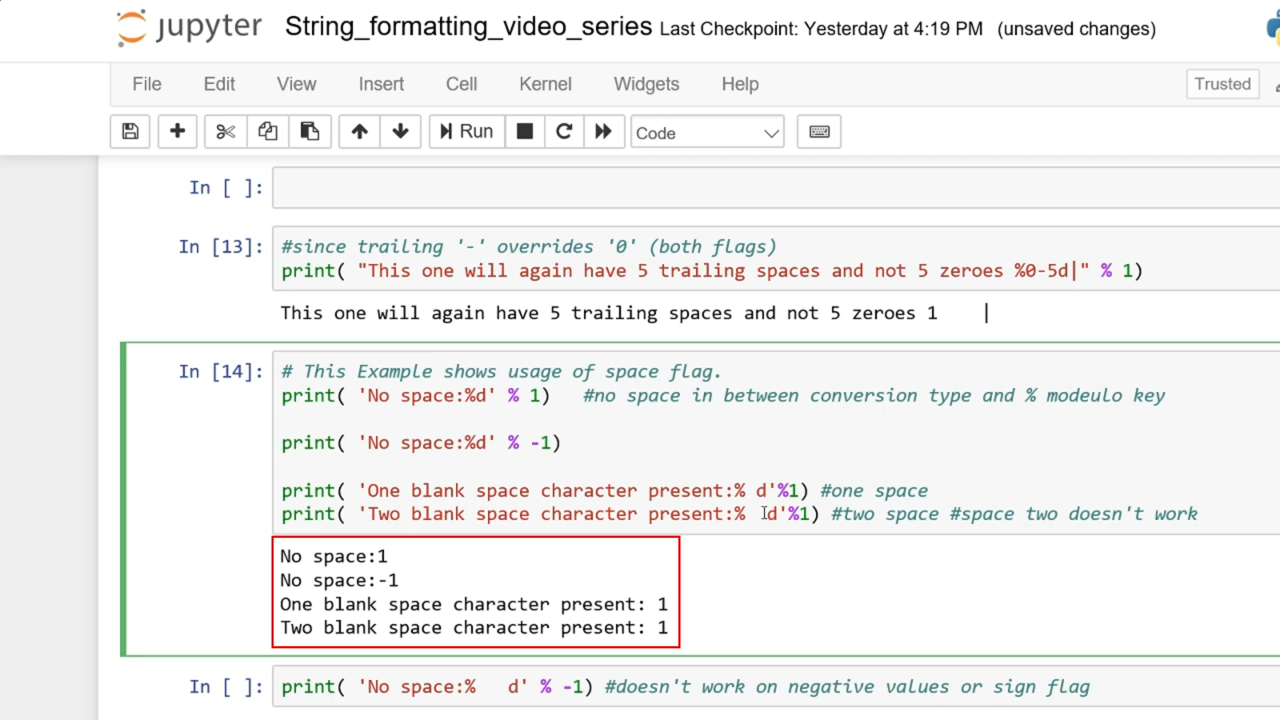 jupyter String_formatting_video_series Last Checkpoint: Yesterday at 4:19 PM (unsaved changes)
File Edit View Insert Cell Kernel Widgets Help Trusted
Run Code
In [ ]:
In [13]: #since trailing '-' overrides '0' (both flags)
print( "This one will again have 5 trailing spaces and not 5 zeroes %0-5d|" % 1)
This one will again have 5 trailing spaces and not 5 zeroes 1    |
In [14]: # This Example shows usage of space flag.
print( 'No space:%d' % 1)   #no space in between conversion type and % modeulo key
print( 'No space:%d' % -1)
print( 'One blank space character present:% d'%1) #one space
print( 'Two blank space character present:%  d'%1) #two space #space two doesn't work
No space:1
No space:-1
One blank space character present: 1
Two blank space character present: 1
In [ ]: print( 'No space:%   d' % -1) #doesn't work on negative values or sign flag